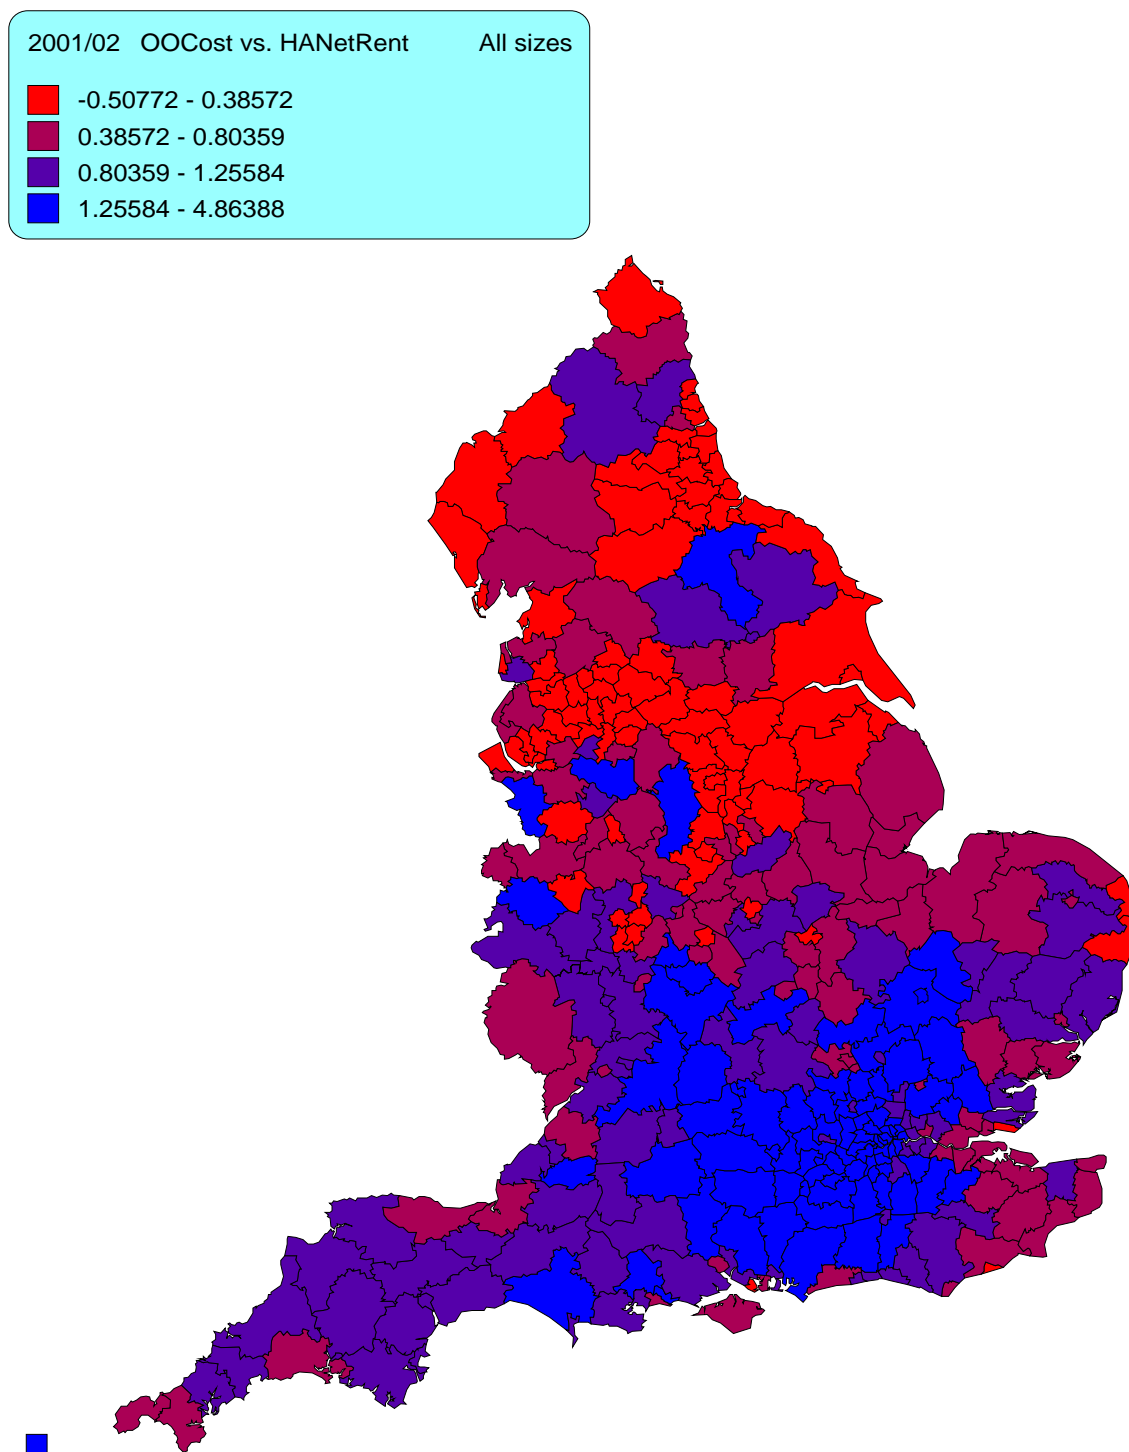 2001/02 OOCost vs. HANetRent All sizes
-0.50772 - 0.38572
0.38572 - 0.80359
0.80359 - 1.25584
1.25584 - 4.86388